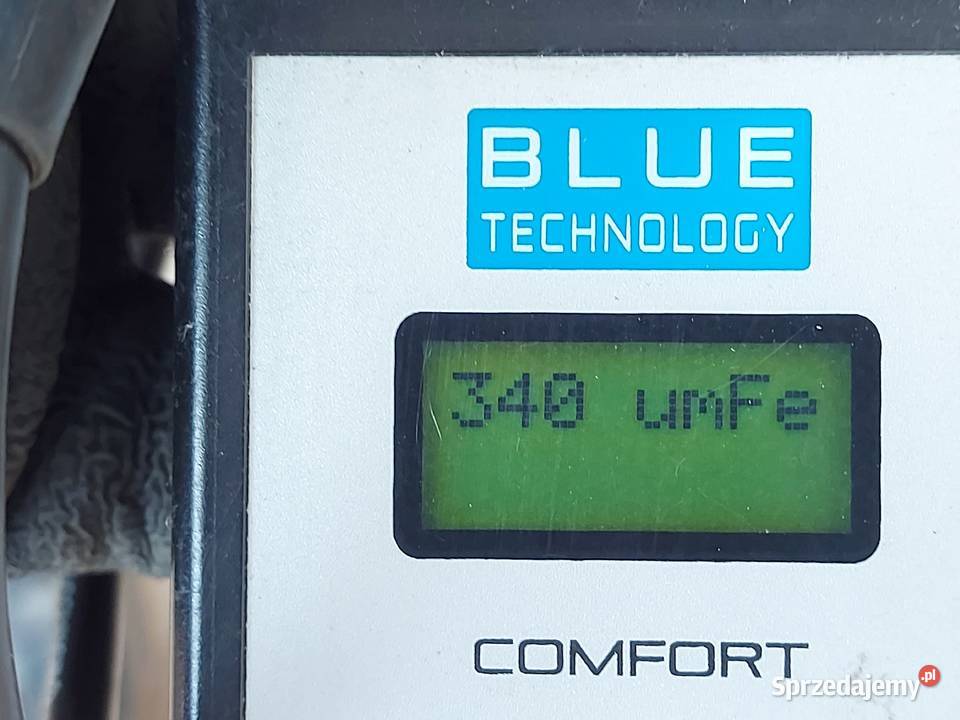 BLUE
TECHNOLOGY
340 umFe
COMFORT
Sprzedajemy.pl